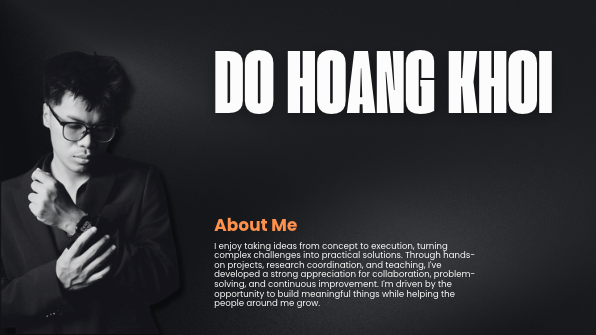 DO HOANG KHOI
About Me
I enjoy taking ideas from concept to execution, turning
complex challenges into practical solutions. Through hands-
on projects, research coordination, and teaching, I've
developed a strong appreciation for collaboration, problem-
solving, and continuous improvement. I'm driven by the
opportunity to build meaningful things while helping the
people around me grow.